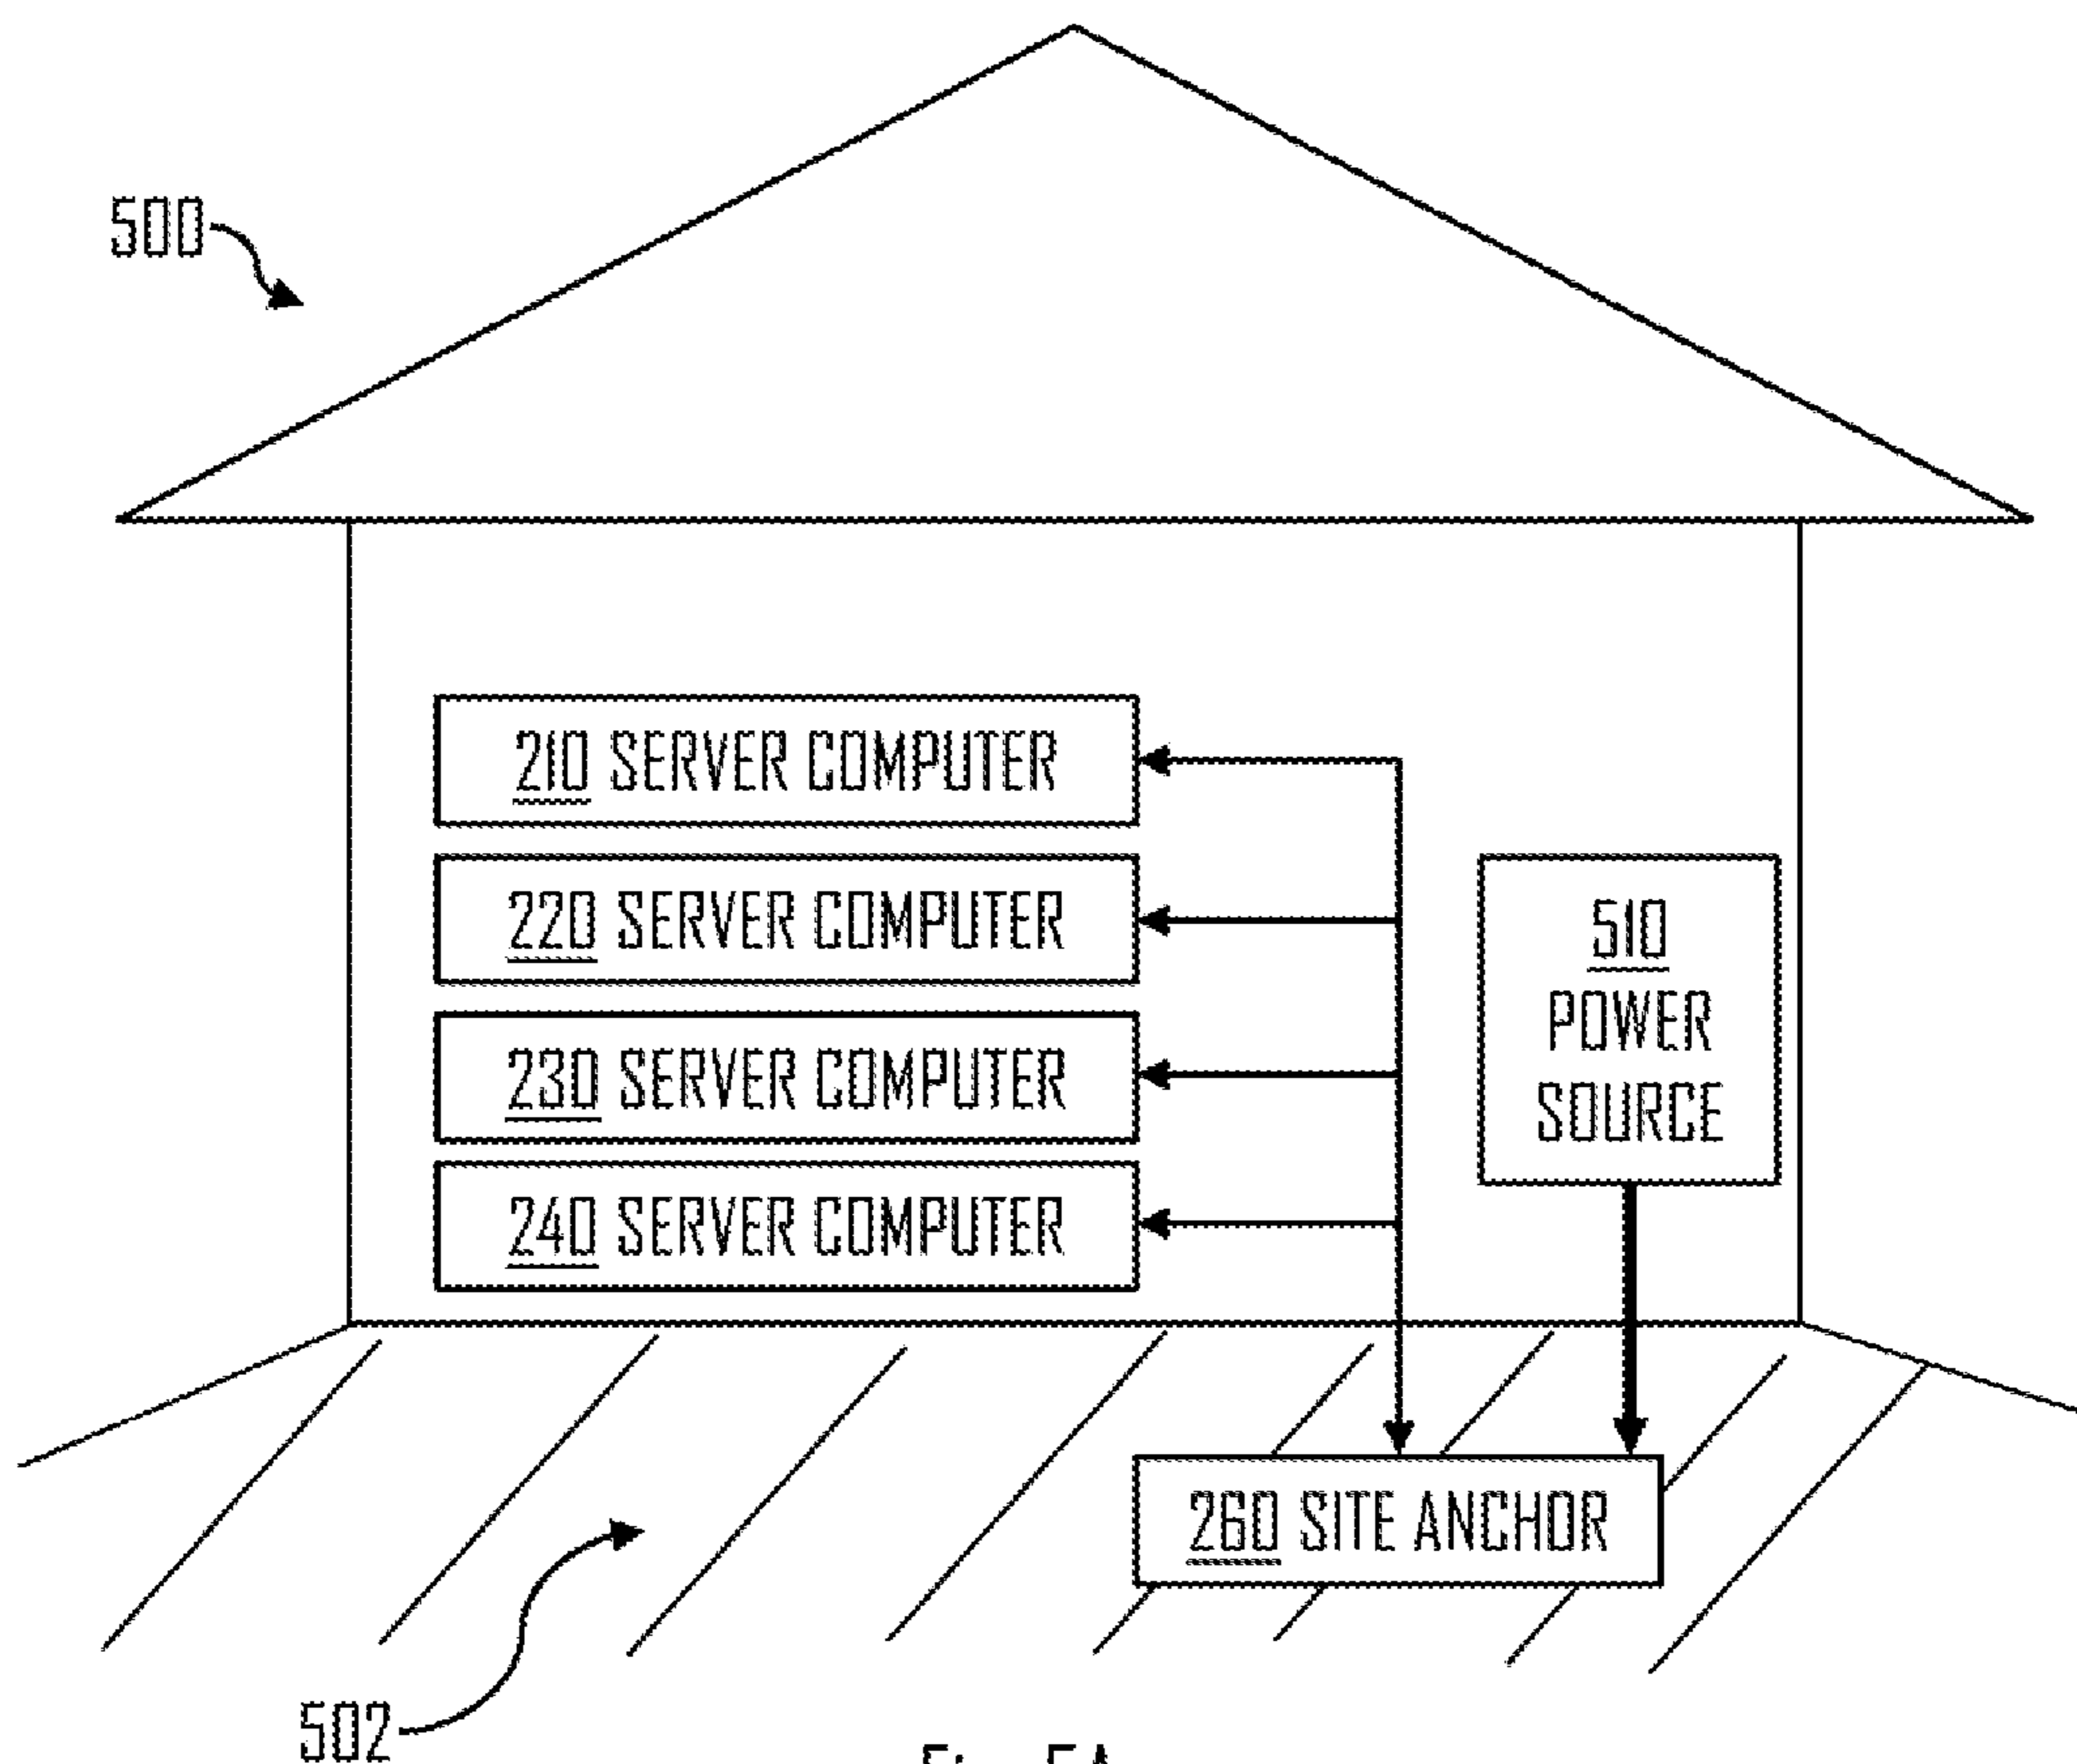 500
210 SERVER COMPUTER
220 SERVER COMPUTER
510
POWER
SOURCE
230 SERVER COMPUTER
240 SERVER COMPUTER
260 SITE ANCHOR
502